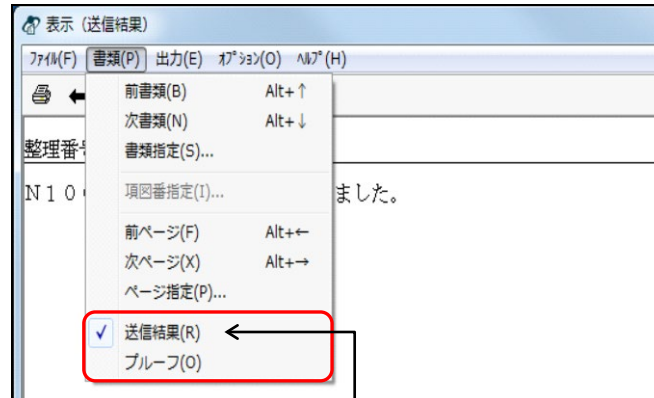 表示（送信結果）
ﾌｧｲﾙ(F) 書類(P) 出力(E) ｵﾌﾟｼｮﾝ(O) ﾍﾙﾌﾟ(H)
前書類(B) Alt+↑
次書類(N) Alt+↓
書類指定(S)...
整理番
項図番指定(I)...
Ｎ１０ ました。
前ページ(F) Alt+←
次ページ(X) Alt+→
ページ指定(P)...
✓ 送信結果(R)
プルーフ(O)